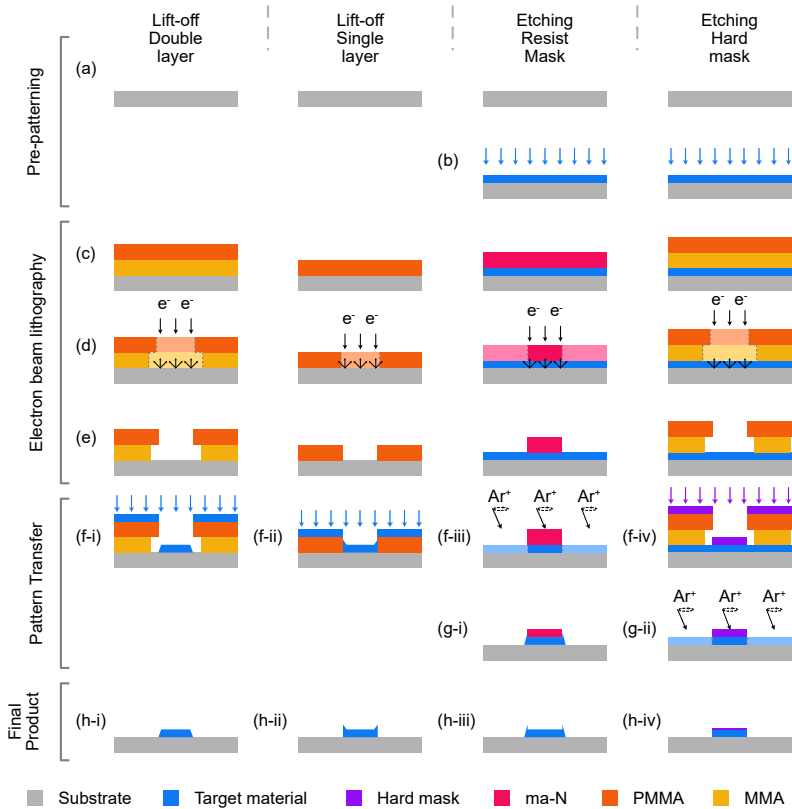 Lift-off
Double
layer
Lift-off
Single
layer
Etching
Resist
Mask
Etching
Hard
mask
Pre-patterning
(a)
(b)
Electron beam lithography
(c)
(d)
e- e-
e- e-
e- e-
e- e-
(e)
Pattern Transfer
(f-i)
(f-ii)
(f-iii)
Ar+ Ar+ Ar+
(f-iv)
(g-i)
(g-ii)
Ar+ Ar+ Ar+
Final
Product
(h-i)
(h-ii)
(h-iii)
(h-iv)
Substrate
Target material
Hard mask
ma-N
PMMA
MMA